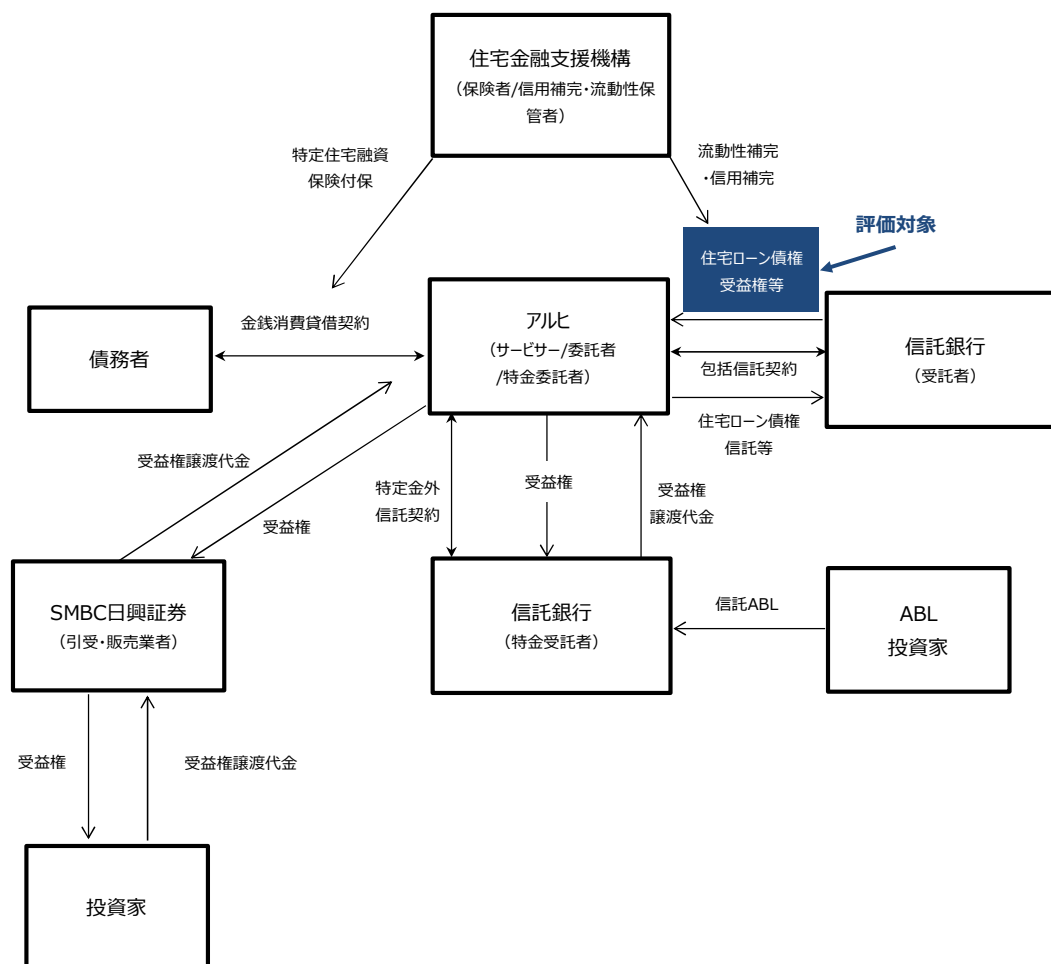 住宅金融支援機構
(保険者/信用補完・流動性保
管者)
特定住宅融資
保険付保
流動性補完
・信用補完
評価対象
住宅ローン債権
受益権等
債務者
金銭消費貸借契約
アルヒ
(サービサー/委託者
/特金委託者)
包括信託契約
信託銀行
(受託者)
住宅ローン債権
信託等
受益権譲渡代金
受益権
特定金外
信託契約
受益権
受益権
譲渡代金
SMBC日興証券
(引受・販売業者)
信託銀行
(特金受託者)
信託ABL
ABL
投資家
受益権
受益権譲渡代金
投資家